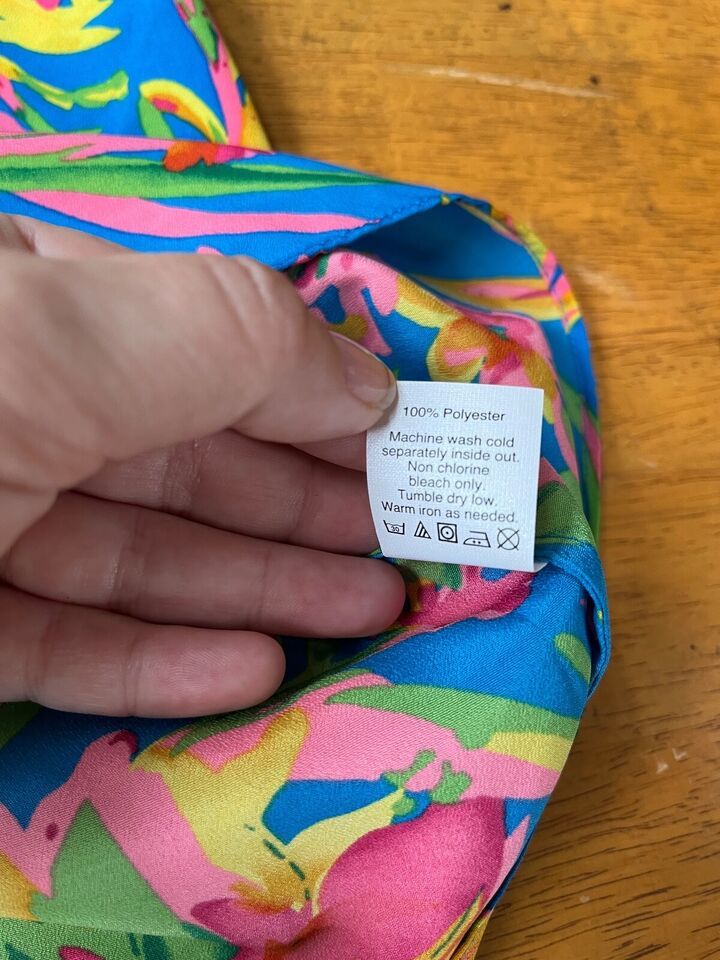 100% Polyester
Machine wash cold
separately inside out.
Non chlorine
bleach only.
Tumble dry low.
Warm iron as needed.
30